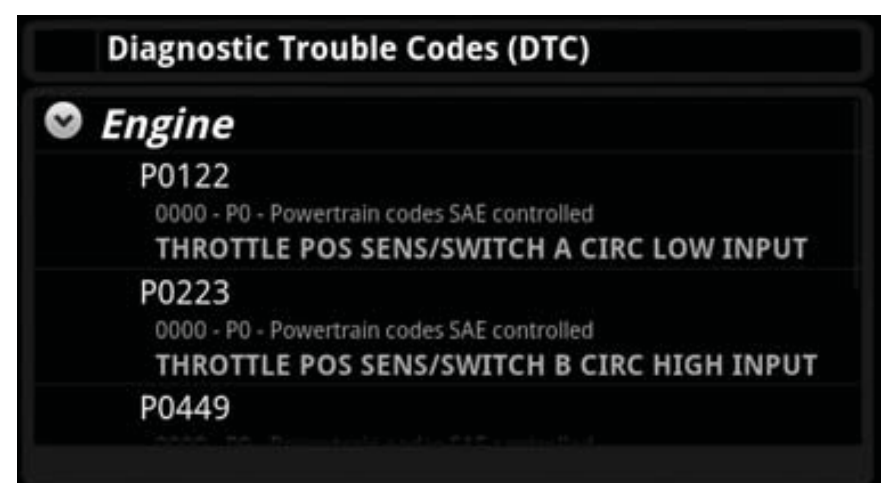 Diagnostic Trouble Codes (DTC)
Engine
P0122
0000 - P0 - Powertrain codes SAE controlled
THROTTLE POS SENS/SWITCH A CIRC LOW INPUT
P0223
0000 - P0 - Powertrain codes SAE controlled
THROTTLE POS SENS/SWITCH B CIRC HIGH INPUT
P0449